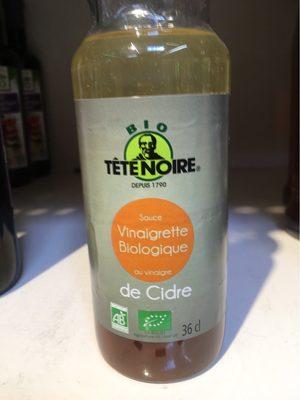 BIO
TÊTE NOIRE®
DEPUIS 1790
Sauce
Vinaigrette
Biologique
au vinaigre
de Cidre
AB
36 cl